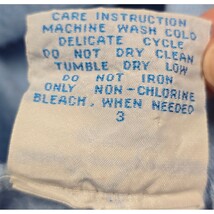 CARE INSTRUCTION
MACHINE WASH COLD
DELICATE CYCLE
DO NOT DRY CLEAN
TUMBLE DRY LOW
DO NOT IRON
ONLY NON-CHLORINE
BLEACH, WHEN NEEDED
3